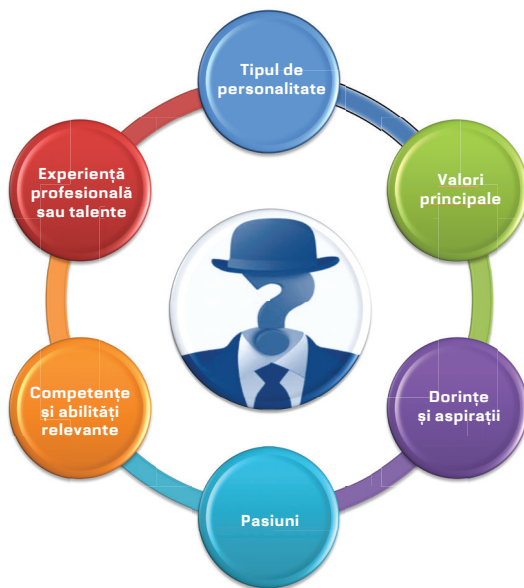 Tipul de
personalitate
Valori
principale
Dorințe
și aspirații
Pasiuni
Competențe
și abilități
relevante
Experiență
profesională
sau talente